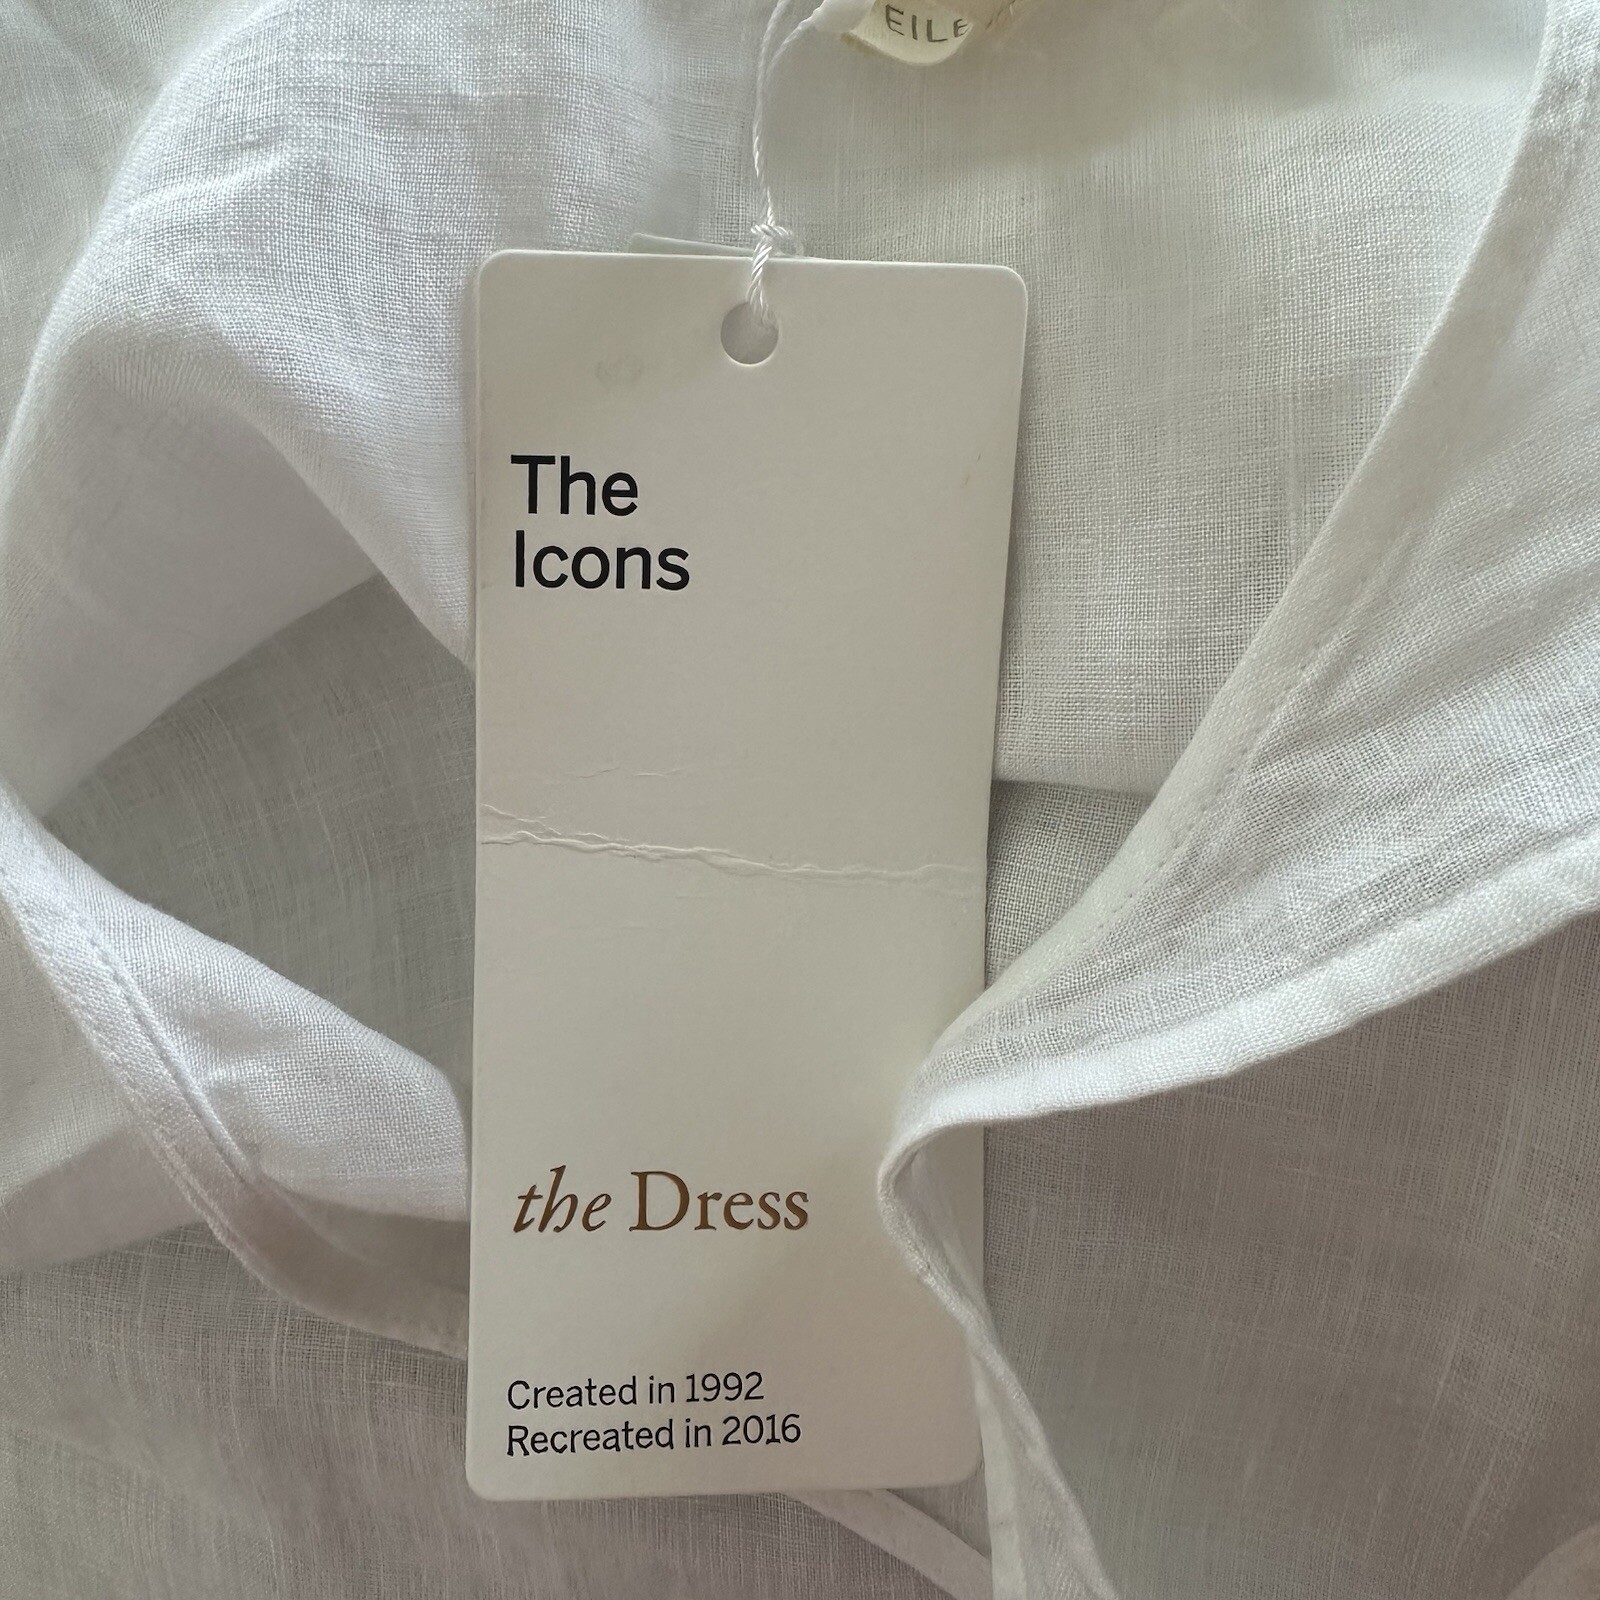 EILE
The
Icons
the Dress
Created in 1992
Recreated in 2016